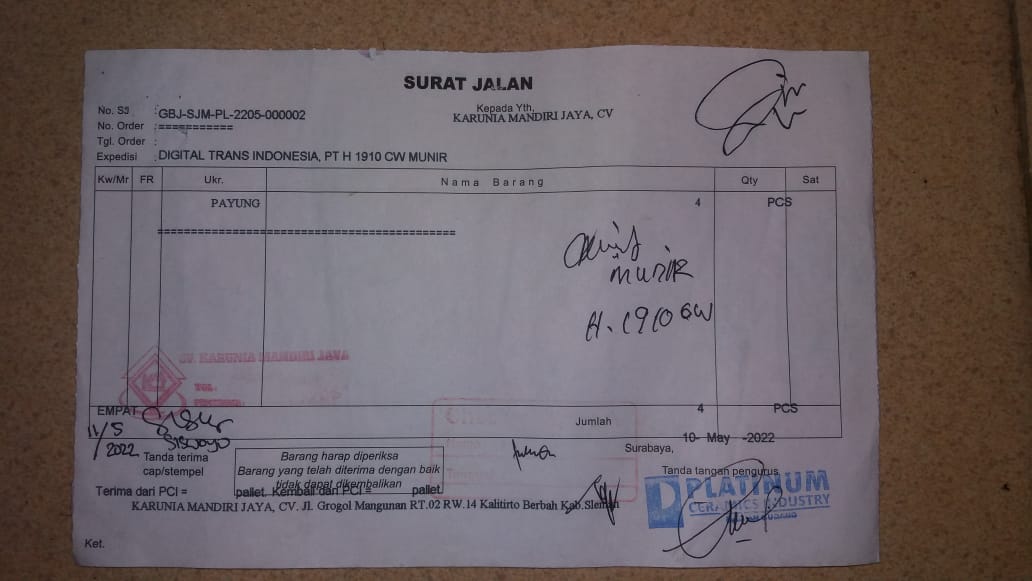 SURAT JALAN
No. SJ : GBJ-SJM-PL-2205-000002
Kepada Yth,
KARUNIA MANDIRI JAYA, CV
No. Order : ===========
Tgl. Order :
Expedisi : DIGITAL TRANS INDONESIA, PT H 1910 CW MUNIR
Kw/Mr FR Ukr. Nama Barang Qty Sat
PAYUNG 4 PCS
=============================================
MUNIR
H. 1910 CW
CV. KARUNIA MANDIRI JAYA
TGL.
EMPAT Jumlah 4 PCS
11/5/2022
Siswoyo
Surabaya, 10- May -2022
Tanda terima
cap/stempel
Barang harap diperiksa
Barang yang telah diterima dengan baik
tidak dapat dikembalikan
Tanda tangan pengurus
PLATINUM
CERAMICS INDUSTRY
Terima dari PCI = pallet. Kembali dari PCI = pallet
KARUNIA MANDIRI JAYA, CV. Jl. Grogol Mangunan RT.02 RW.14 Kalitirto Berbah Kab.Sleman
Ket.